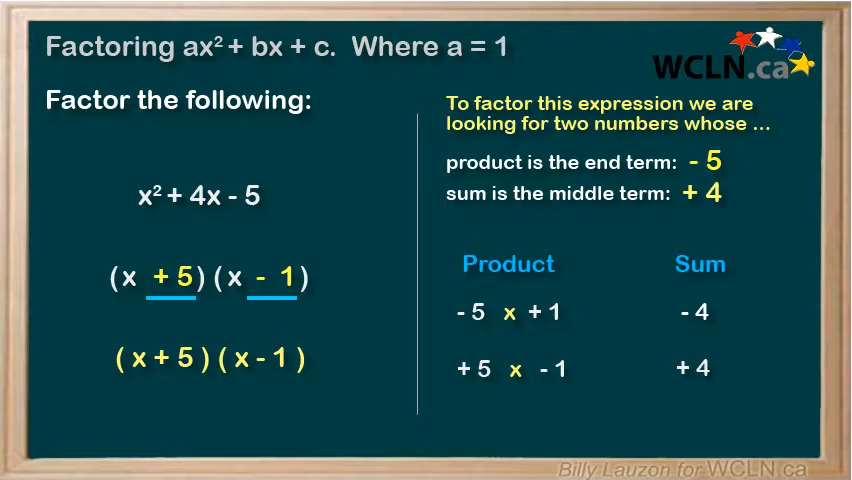 Factoring ax² + bx + c. Where a = 1
WCLN.ca
Factor the following:
x² + 4x - 5
(x + 5) (x - 1)
( x + 5 ) ( x - 1 )
To factor this expression we are
looking for two numbers whose ...
product is the end term: - 5
sum is the middle term: + 4
Product Sum
- 5 x + 1 - 4
+ 5 x - 1 + 4
Billy Lauzon for WCLN.ca